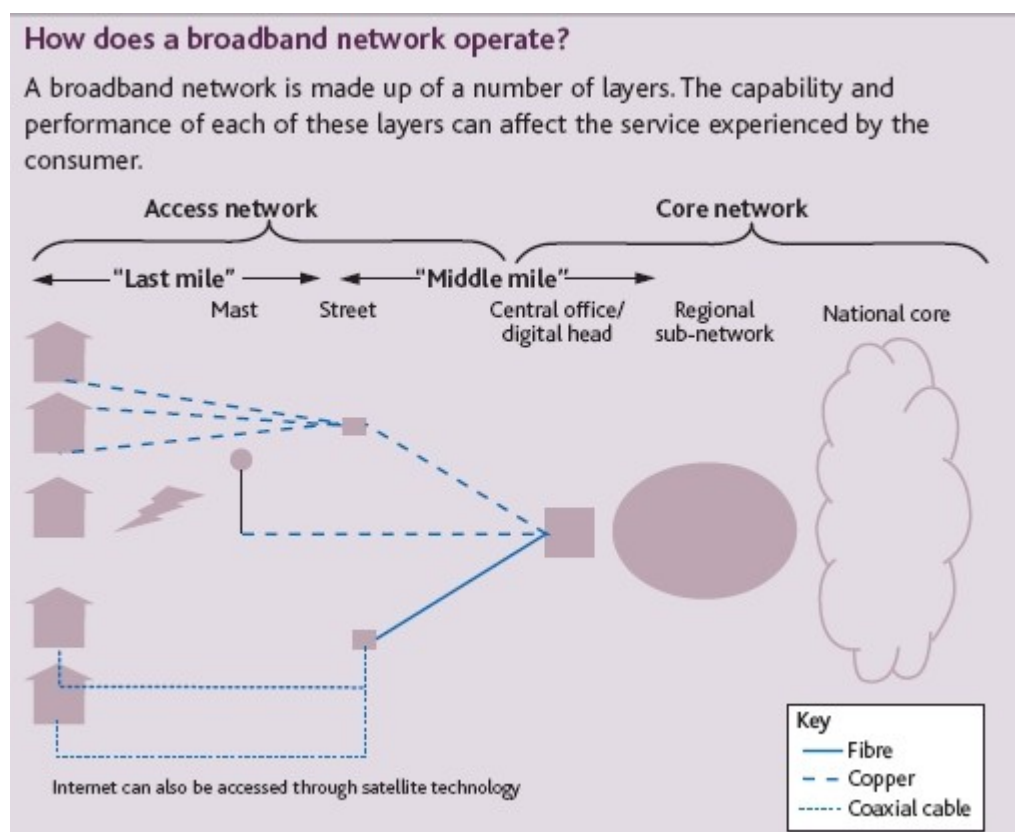 How does a broadband network operate?
A broadband network is made up of a number of layers. The capability and
performance of each of these layers can affect the service experienced by the
consumer.
Access network
Core network
"Last mile"
"Middle mile"
Mast
Street
Central office/
digital head
Regional
sub-network
National core
Internet can also be accessed through satellite technology
Key
Fibre
Copper
Coaxial cable